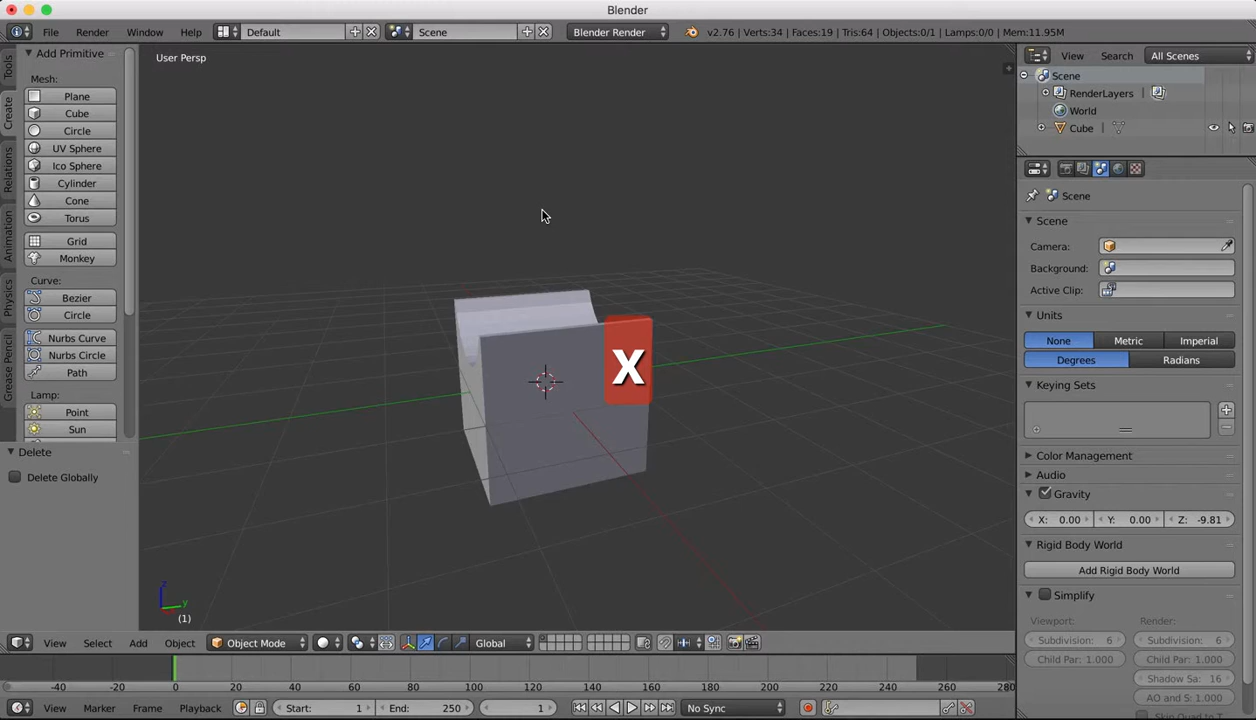 Blender
File Render Window Help Default Scene Blender Render v2.76 | Verts:34 | Faces:19 | Tris:64 | Objects:0/1 | Lamps:0/0 | Mem:11.95M
View Search All Scenes
Scene
RenderLayers
World
Cube
Tools
Create
Relations
Animation
Physics
Grease Pencil
Add Primitive
Mesh:
Plane
Cube
Circle
UV Sphere
Ico Sphere
Cylinder
Cone
Torus
Grid
Monkey
Curve:
Bezier
Circle
Nurbs Curve
Nurbs Circle
Path
Lamp:
Point
Sun
Delete
Delete Globally
User Persp
X
z
y
(1)
Scene
Scene
Camera:
Background:
Active Clip:
Units
None Metric Imperial
Degrees Radians
Keying Sets
Color Management
Audio
Gravity
X: 0.00 Y: 0.00 Z: -9.81
Rigid Body World
Add Rigid Body World
Simplify
Viewport: Render:
Subdivision: 6 Subdivision: 6
Child Par: 1.000 Child Par: 1.000
Shadow Sa: 16
AO and S: 1.000
View Select Add Object Object Mode Global
-40 -20 0 20 40 60 80 100 120 140 160 180 200 220 240 260 280
View Marker Frame Playback Start: 1 End: 250 1 No Sync